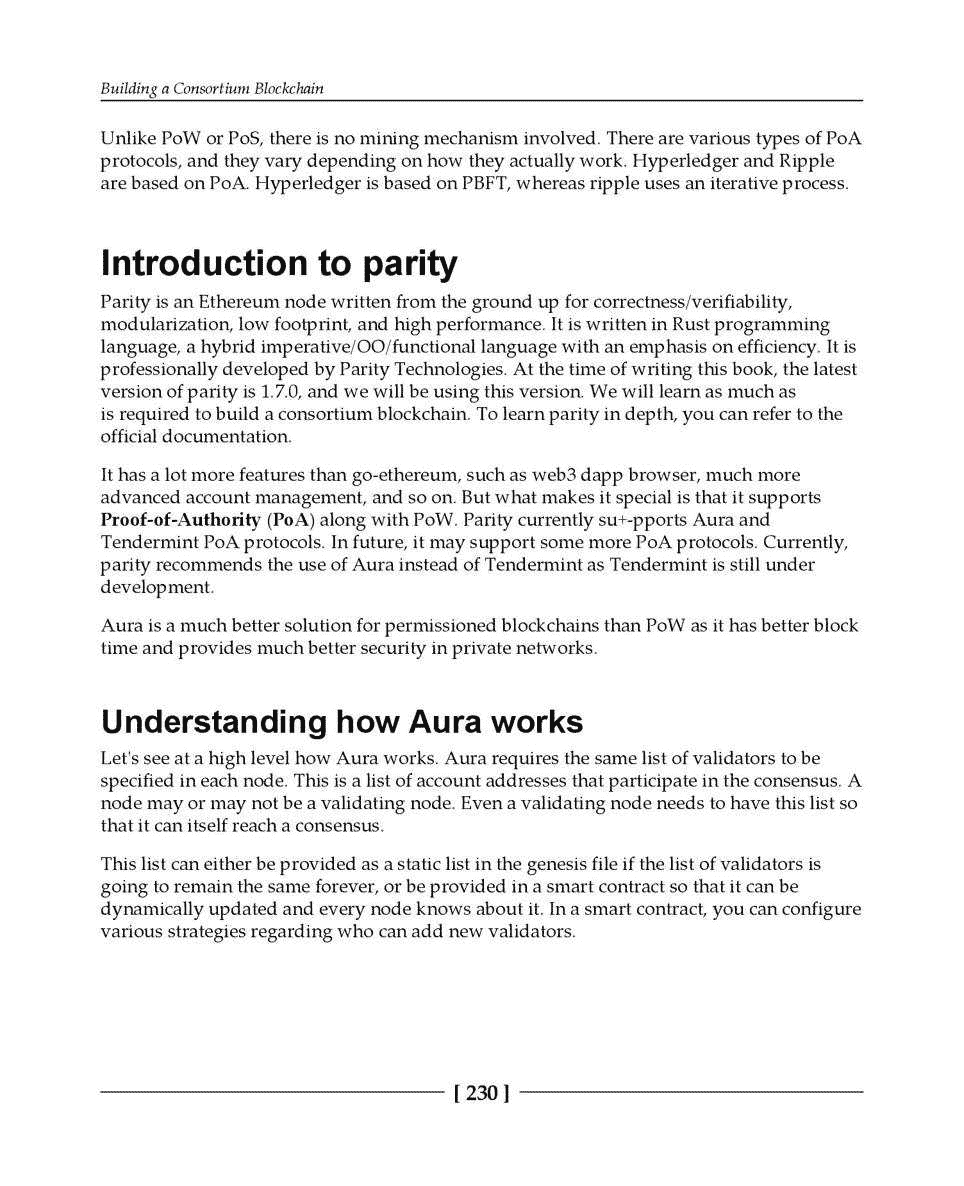 Building a Consortium Blockchain
Unlike PoW or PoS, there is no mining mechanism involved. There are various types of PoA
protocols, and they vary depending on how they actually work. Hyperledger and Ripple
are based on PoA. Hyperledger is based on PBFT, whereas ripple uses an iterative process.
Introduction to parity
Parity is an Ethereum node written from the ground up for correctness/verifiability,
modularization, low footprint, and high performance. It is written in Rust programming
language, a hybrid imperative/OO/functional language with an emphasis on efficiency. It is
professionally developed by Parity Technologies. At the time of writing this book, the latest
version of parity is 1.7.0, and we will be using this version. We will learn as much as
is required to build a consortium blockchain. To learn parity in depth, you can refer to the
official documentation.
It has a lot more features than go-ethereum, such as web3 dapp browser, much more
advanced account management, and so on. But what makes it special is that it supports
Proof-of-Authority (PoA) along with PoW. Parity currently su+-pports Aura and
Tendermint PoA protocols. In future, it may support some more PoA protocols. Currently,
parity recommends the use of Aura instead of Tendermint as Tendermint is still under
development.
Aura is a much better solution for permissioned blockchains than PoW as it has better block
time and provides much better security in private networks.
Understanding how Aura works
Let's see at a high level how Aura works. Aura requires the same list of validators to be
specified in each node. This is a list of account addresses that participate in the consensus. A
node may or may not be a validating node. Even a validating node needs to have this list so
that it can itself reach a consensus.
This list can either be provided as a static list in the genesis file if the list of validators is
going to remain the same forever, or be provided in a smart contract so that it can be
dynamically updated and every node knows about it. In a smart contract, you can configure
various strategies regarding who can add new validators.
[ 230 ]